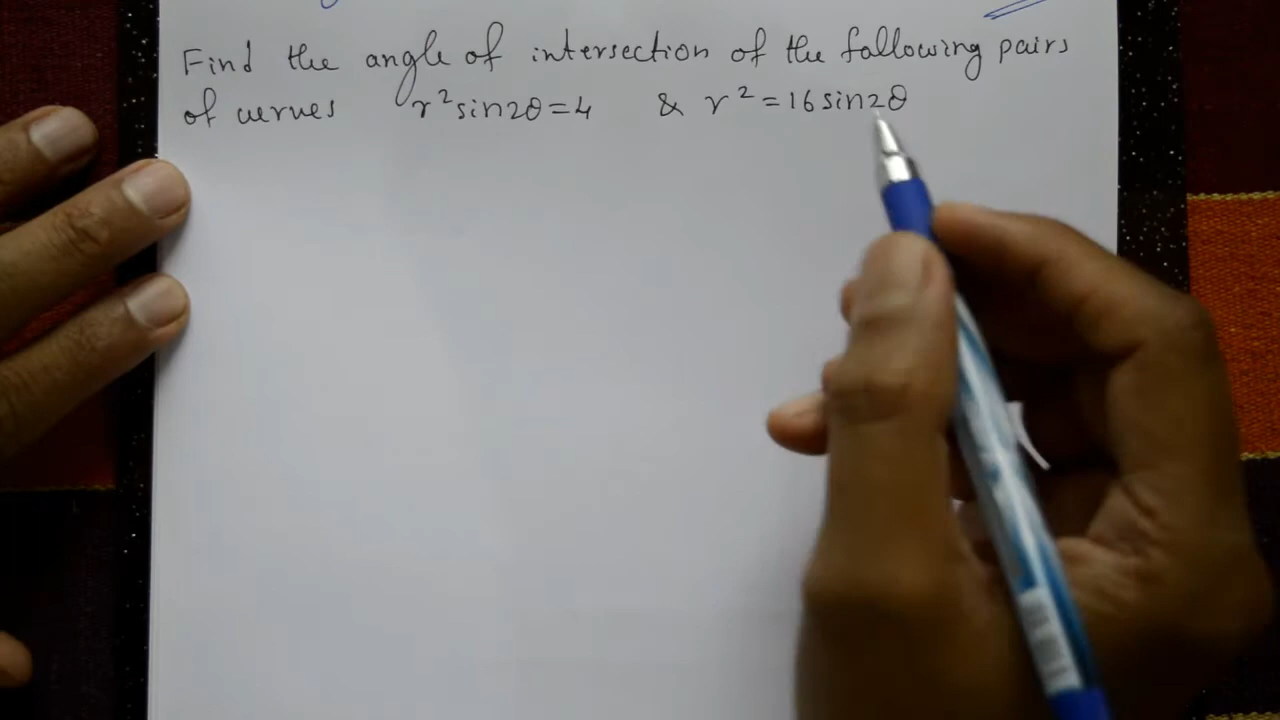 Find the angle of intersection of the following pairs
of curves r²sin2θ=4 & r²=16sin2θ